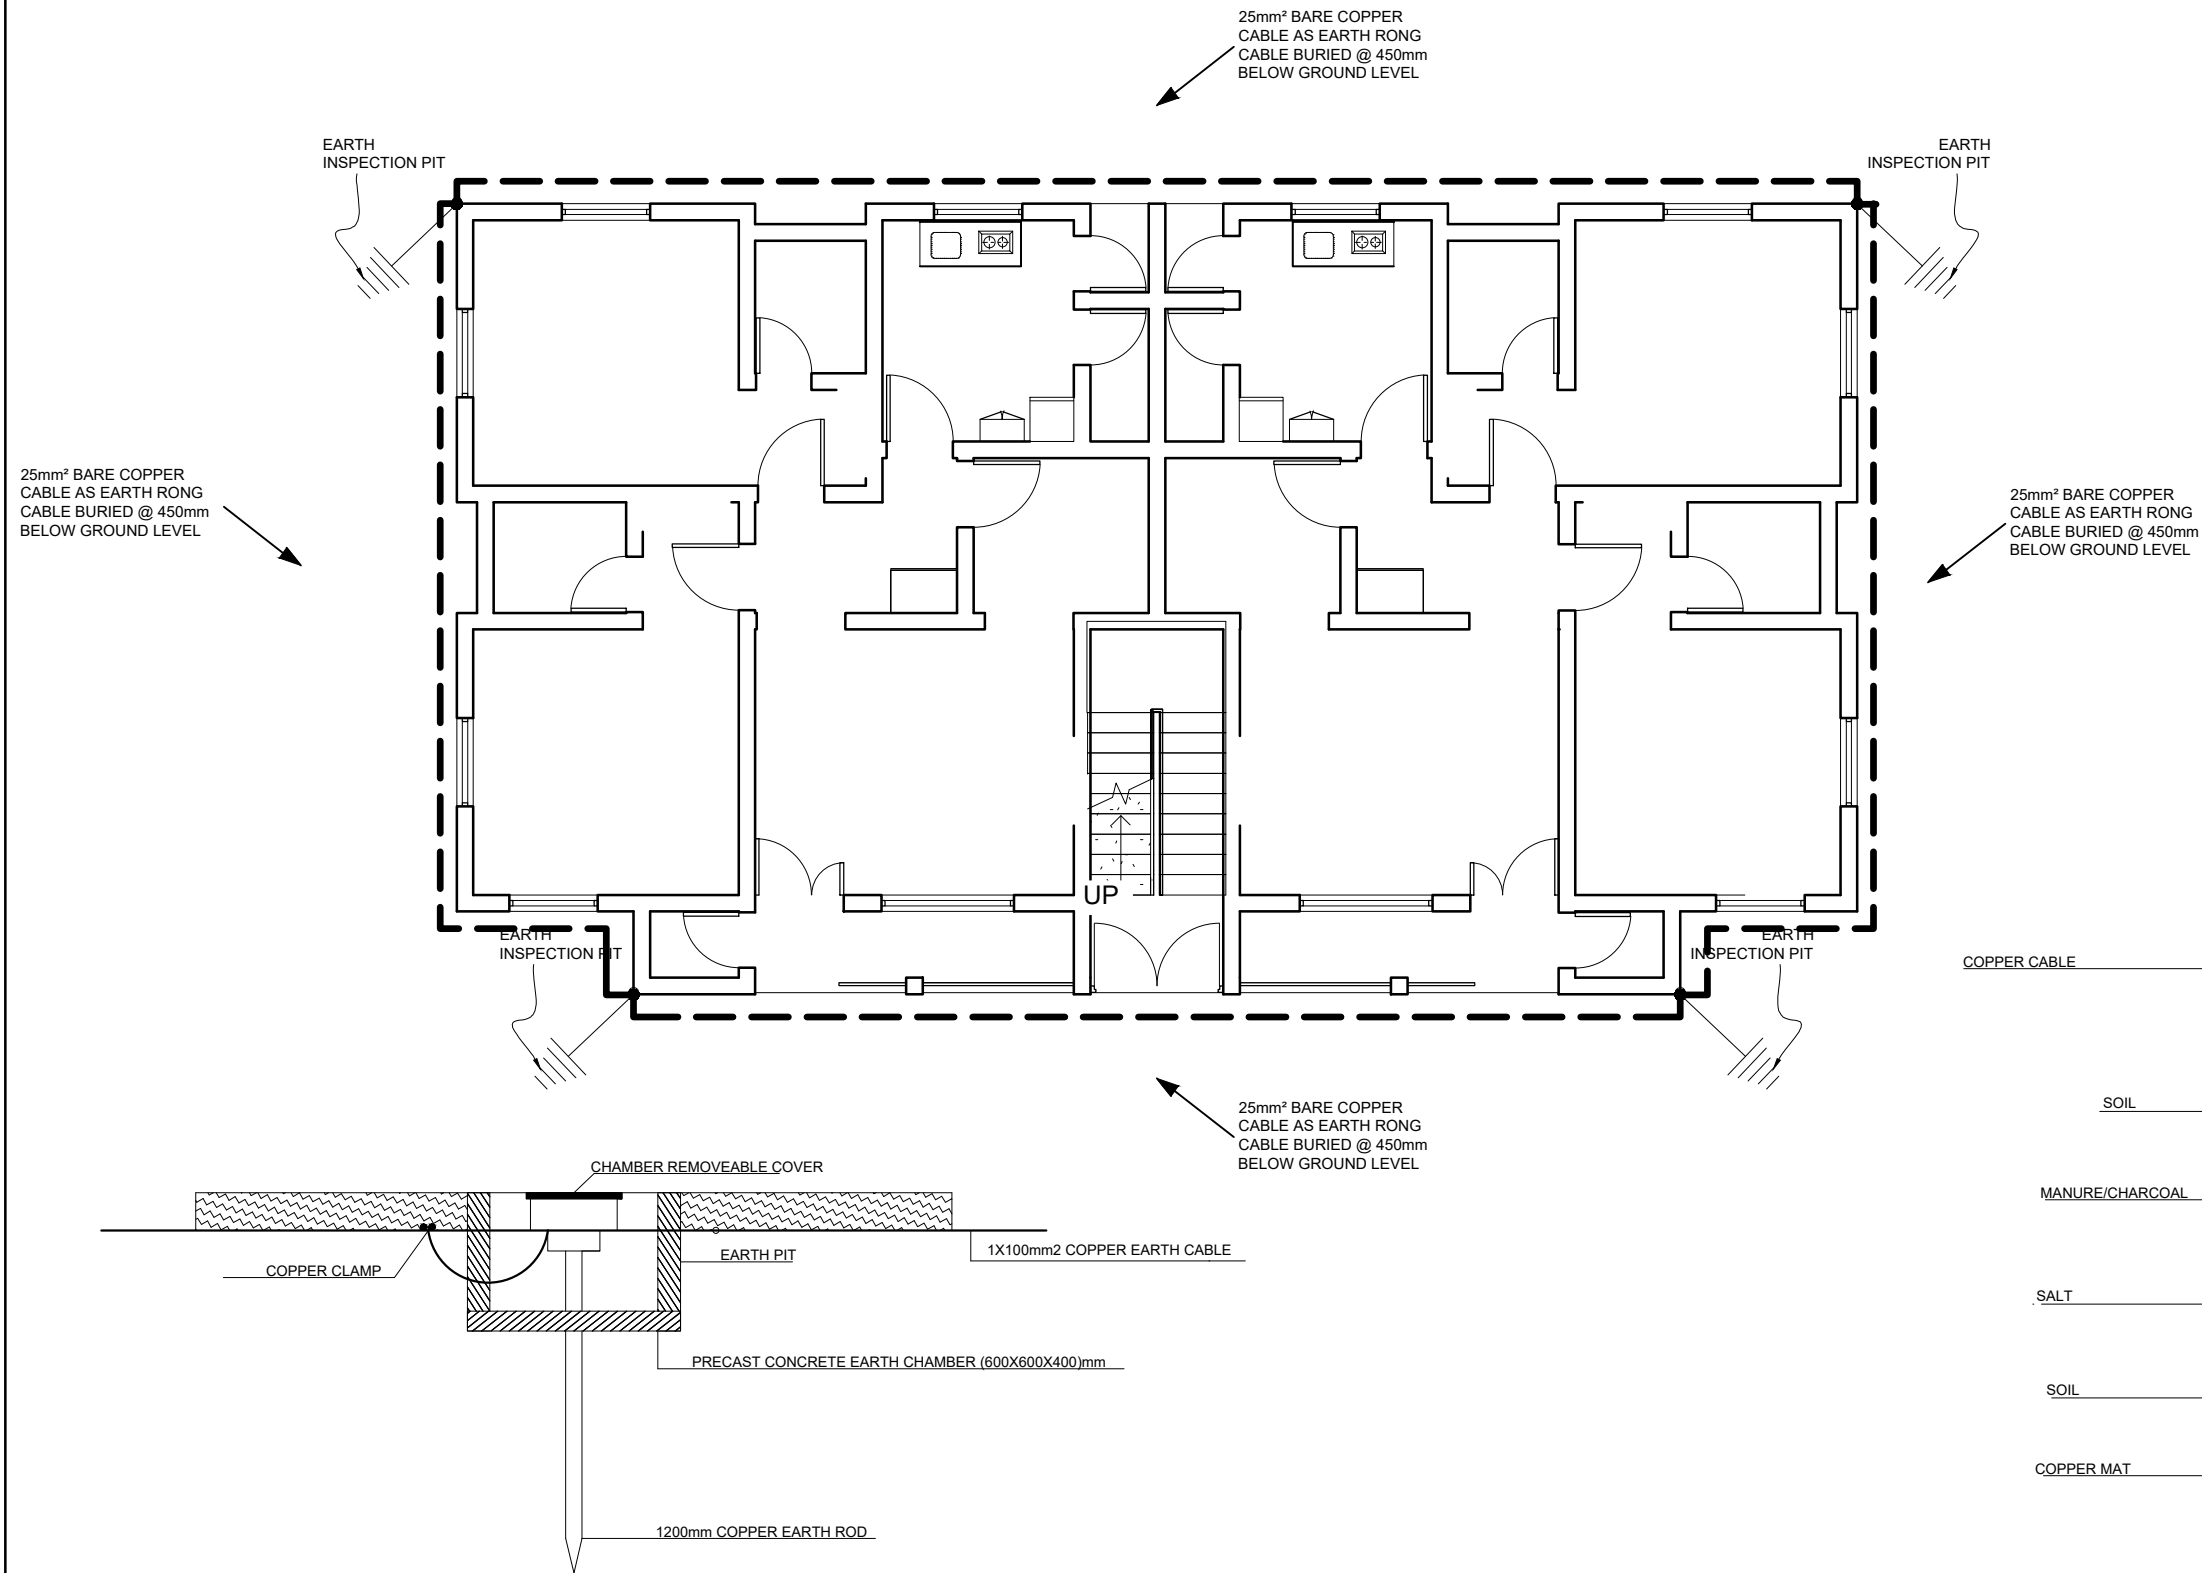 25mm² BARE COPPER
CABLE AS EARTH RONG
CABLE BURIED @ 450mm
BELOW GROUND LEVEL
EARTH
INSPECTION PIT
EARTH
INSPECTION PIT
25mm² BARE COPPER
CABLE AS EARTH RONG
CABLE BURIED @ 450mm
BELOW GROUND LEVEL
25mm² BARE COPPER
CABLE AS EARTH RONG
CABLE BURIED @ 450mm
BELOW GROUND LEVEL
UP
EARTH
INSPECTION PIT
EARTH
INSPECTION PIT
COPPER CABLE
25mm² BARE COPPER
CABLE AS EARTH RONG
CABLE BURIED @ 450mm
BELOW GROUND LEVEL
SOIL
MANURE/CHARCOAL
SALT
SOIL
COPPER MAT
CHAMBER REMOVEABLE COVER
COPPER CLAMP
EARTH PIT
1X100mm2 COPPER EARTH CABLE
PRECAST CONCRETE EARTH CHAMBER (600X600X400)mm
1200mm COPPER EARTH ROD